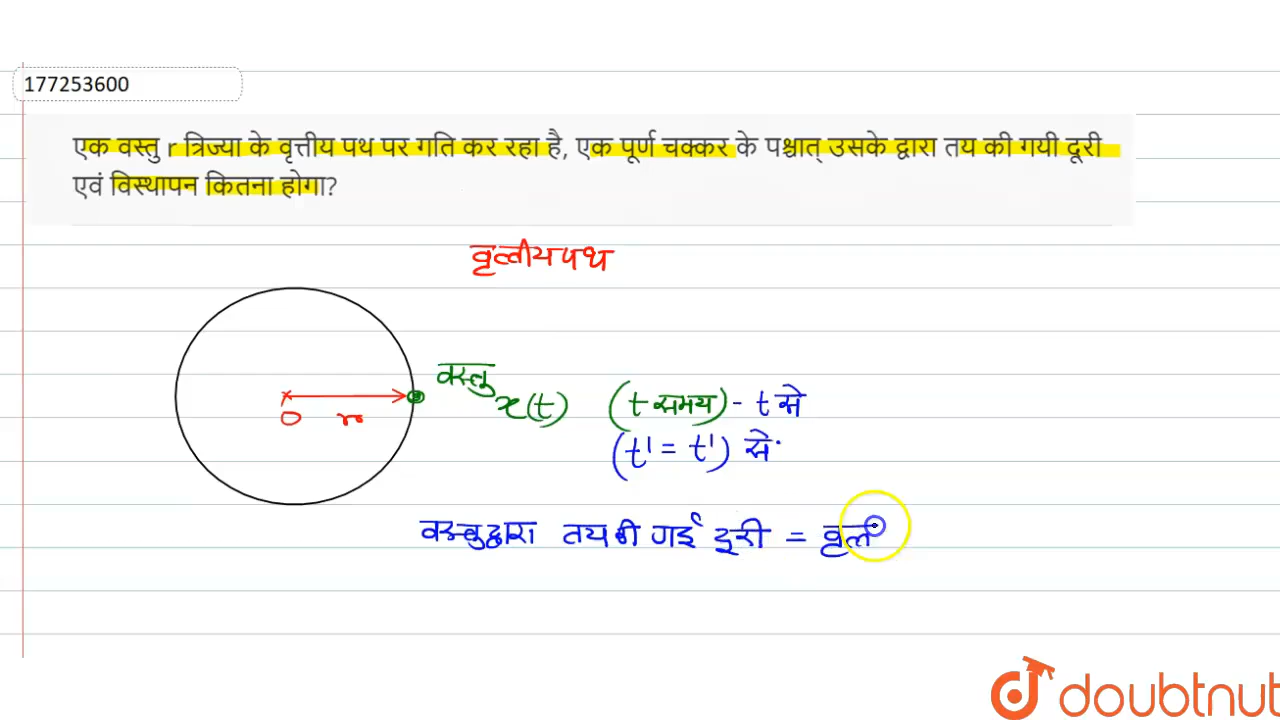 177253600
एक वस्तु r त्रिज्या के वृत्तीय पथ पर गति कर रहा है, एक पूर्ण चक्कर के पश्चात् उसके द्वारा तय की गयी दूरी
एवं विस्थापन कितना होगा?
वृत्तीय पथ
वस्तु
x(t) (t समय) - t से
O r
(t' = t') से
वस्तु द्वारा तय की गई दूरी = वृत्त
doubtnut